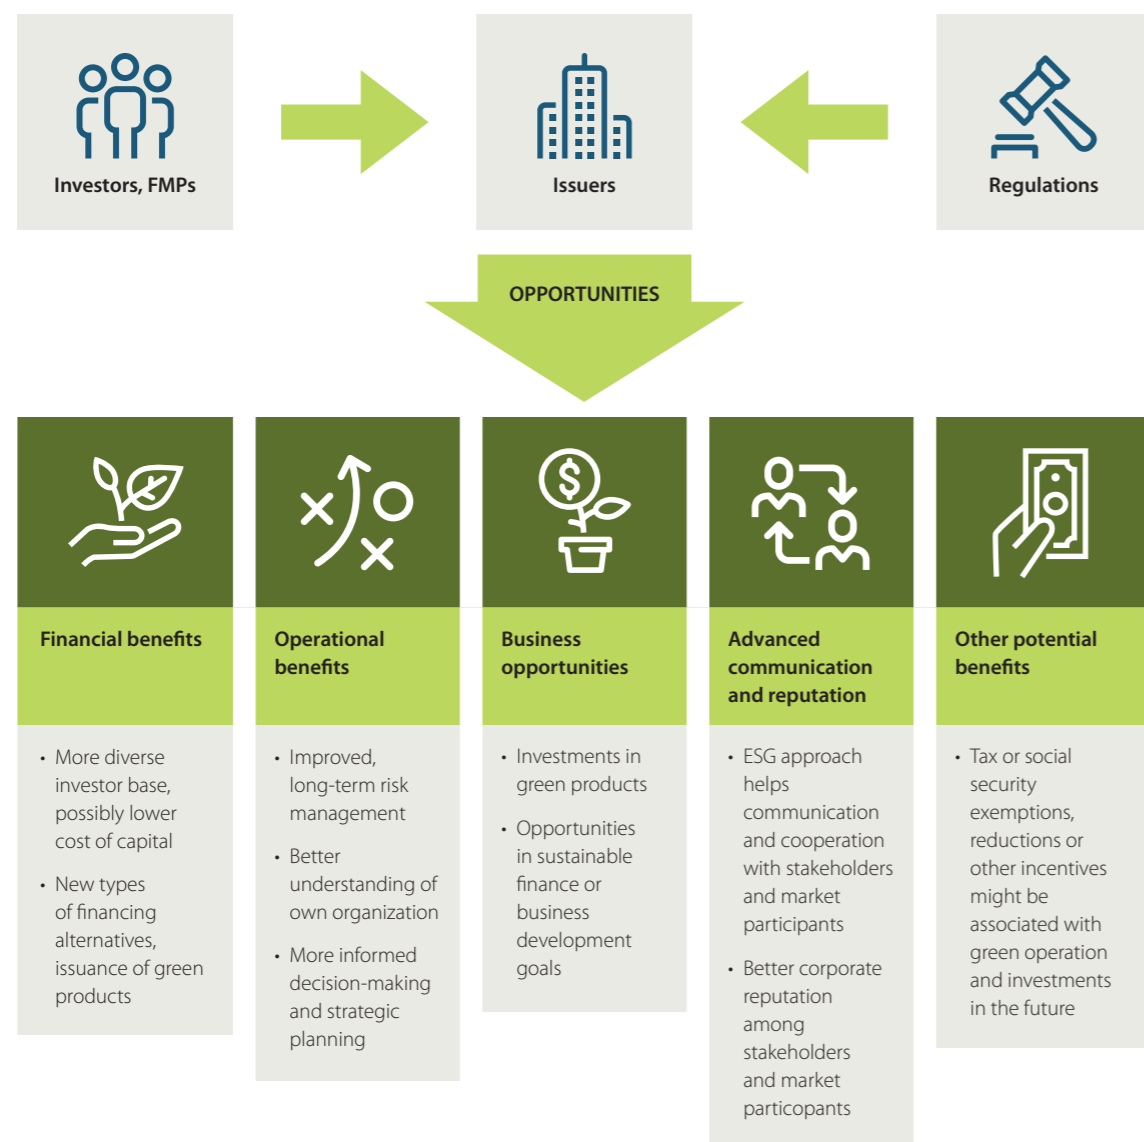 Investors, FMPs
Issuers
Regulations
OPPORTUNITIES
Financial benefits
• More diverse
investor base,
possibly lower
cost of capital
• New types
of financing
alternatives,
issuance of green
products
Operational
benefits
• Improved,
long-term risk
management
• Better
understanding of
own organization
• More informed
decision-making
and strategic
planning
Business
opportunities
• Investments in
green products
• Opportunities
in sustainable
finance or
business
development
goals
Advanced
communication
and reputation
• ESG approach
helps
communication
and cooperation
with stakeholders
and market
participants
• Better corporate
reputation
among
stakeholders
and market
particopants
Other potential
benefits
• Tax or social
security
exemptions,
reductions or
other incentives
might be
associated with
green operation
and investments
in the future